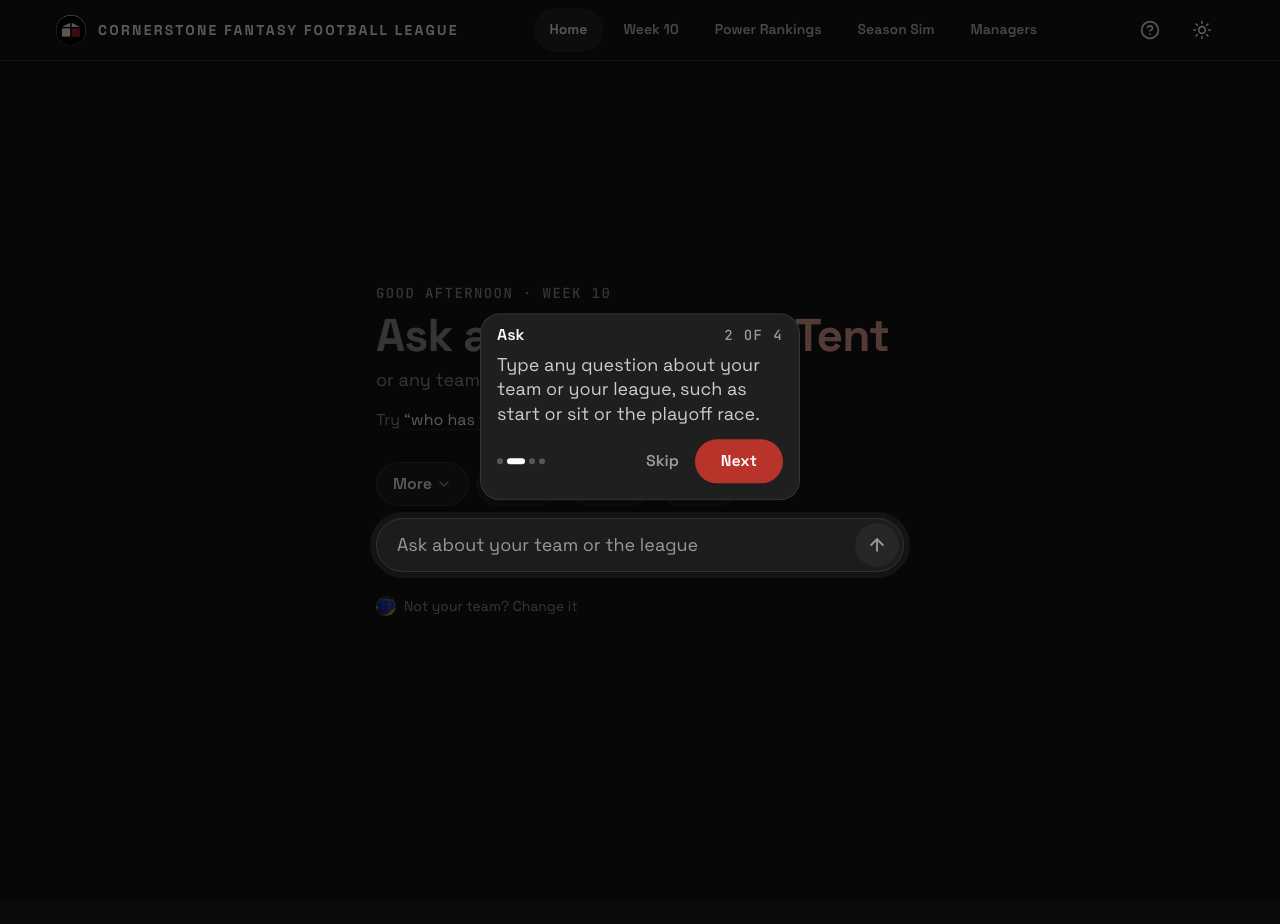 CORNERSTONE FANTASY FOOTBALL LEAGUE
Home
Week 10
Power Rankings
Season Sim
Managers
GOOD AFTERNOON · WEEK 10
Ask a
Tent
or any team
Try “who has
Ask
2 OF 4
Type any question about your
team or your league, such as
start or sit or the playoff race.
Skip
Next
More
Ask about your team or the league
Not your team? Change it